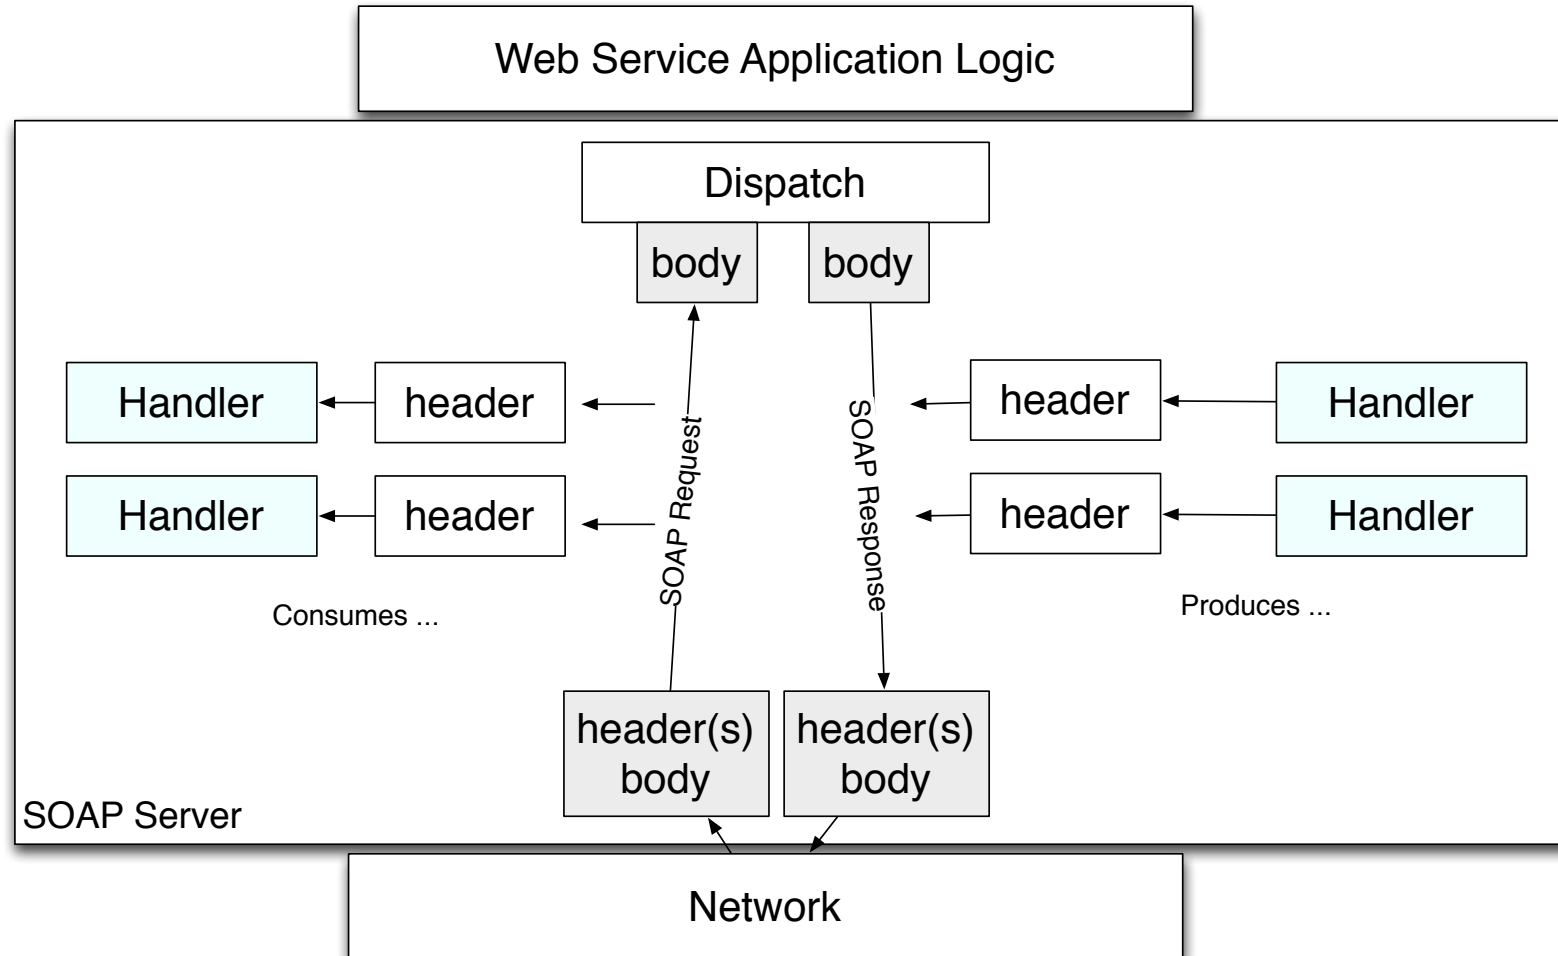 Web Service Application Logic
Dispatch
body
body
Handler
header
header
Handler
Handler
header
header
Handler
SOAP Request
SOAP Response
Consumes ...
Produces ...
header(s)
body
header(s)
body
SOAP Server
Network